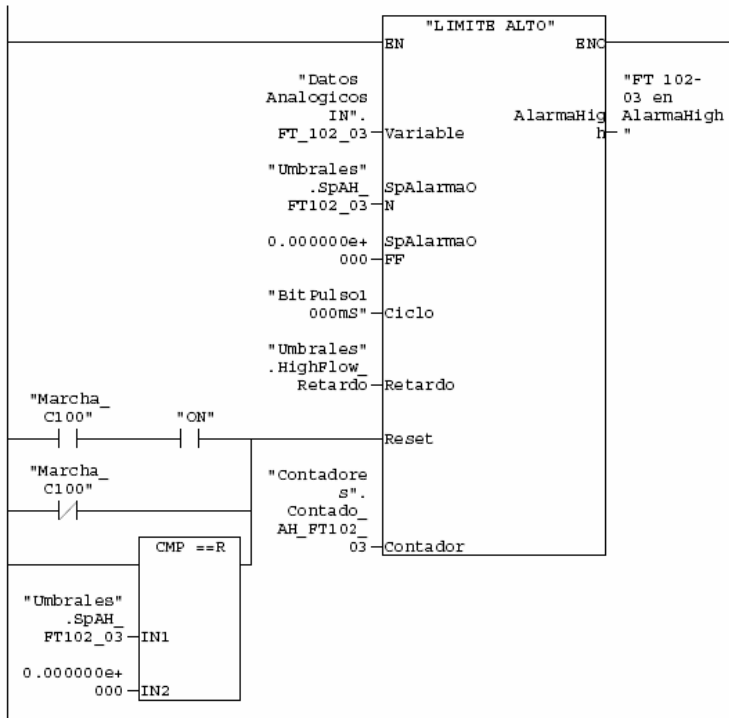 "LIMITE ALTO"
EN
ENO
"Datos
Analogicos
IN".
FT_102_03
Variable
AlarmaHig
h
"FT 102-
03 en
AlarmaHigh
"
"Umbrales"
.SpAH_
FT102_03
SpAlarmaO
N
0.000000e+
000
SpAlarmaO
FF
"BitPulso1
000mS"
Ciclo
"Umbrales"
.HighFlow_
Retardo
Retardo
"Marcha_
C100"
"ON"
Reset
"Marcha_
C100"
"Contadore
s".
Contado_
AH_FT102_
03
Contador
CMP ==R
"Umbrales"
.SpAH_
FT102_03
IN1
0.000000e+
000
IN2